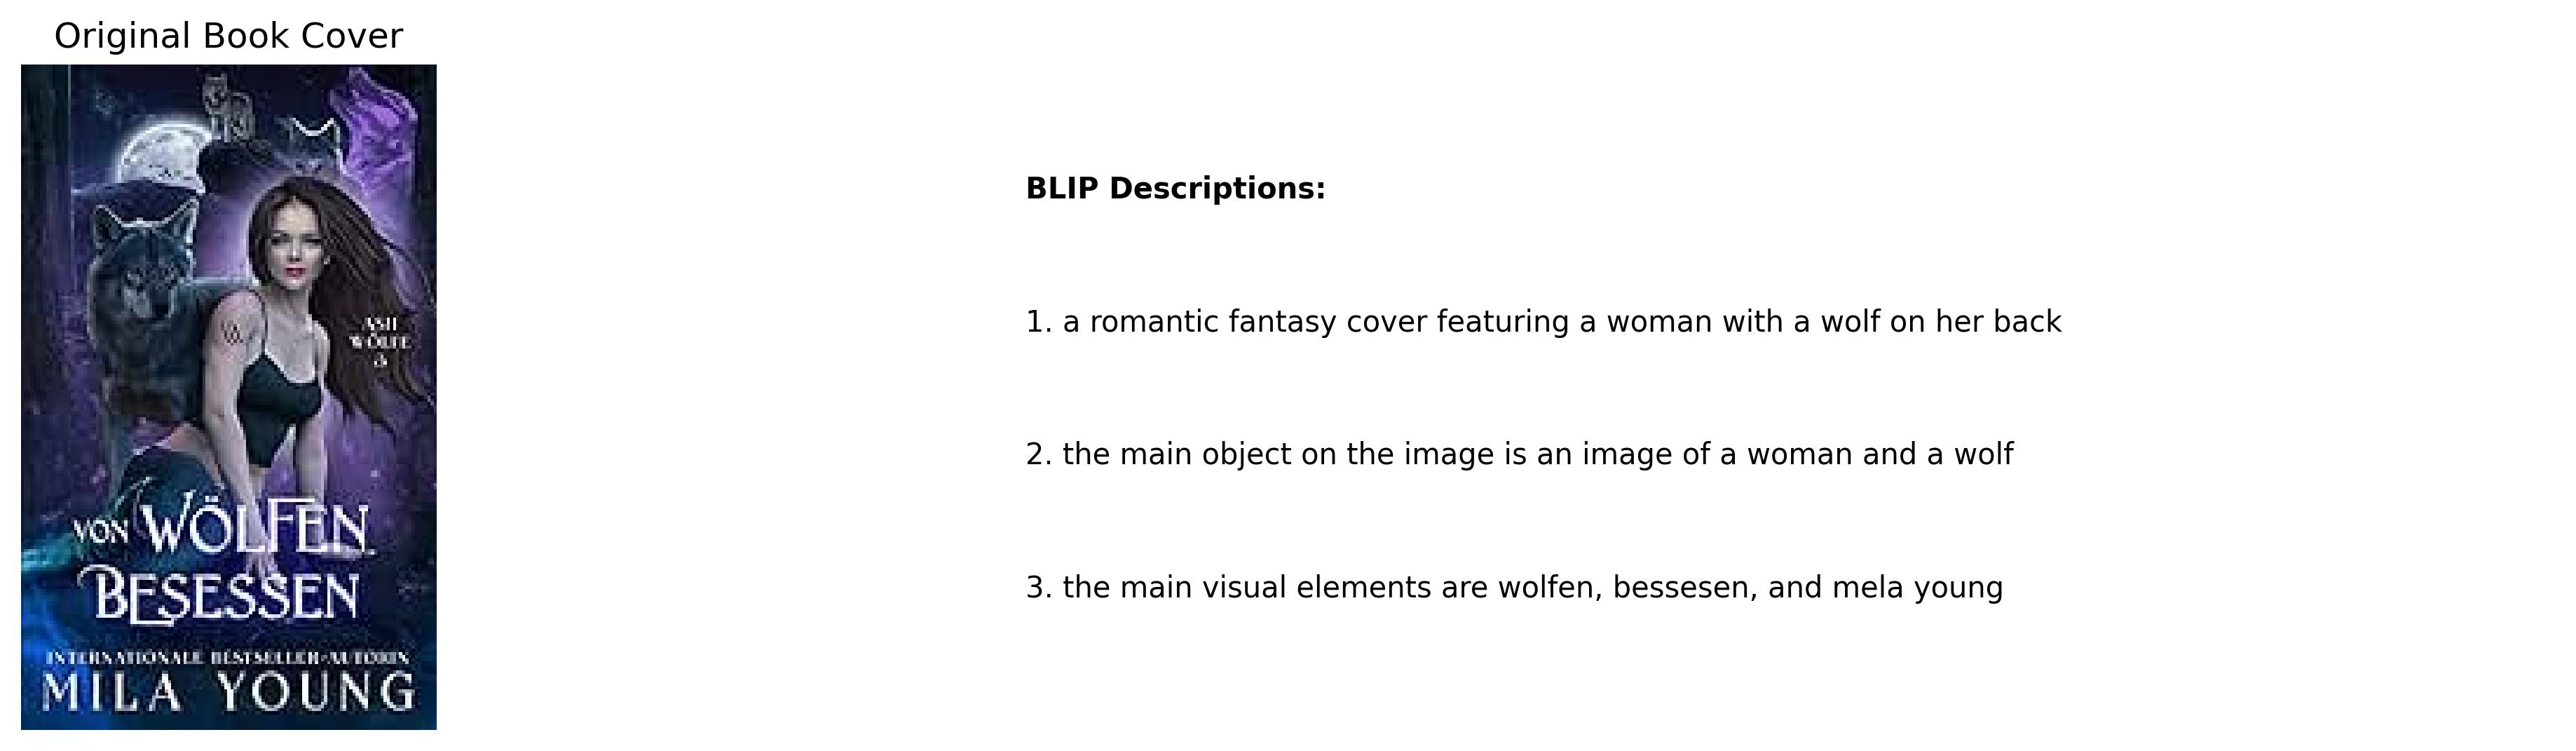 Original Book Cover
ASH
WÖLFE
3
VON WÖLFEN
BESESSEN
INTERNATIONALE BESTSELLER-AUTORIN
MILA YOUNG
BLIP Descriptions:
1. a romantic fantasy cover featuring a woman with a wolf on her back
2. the main object on the image is an image of a woman and a wolf
3. the main visual elements are wolfen, bessesen, and mela young